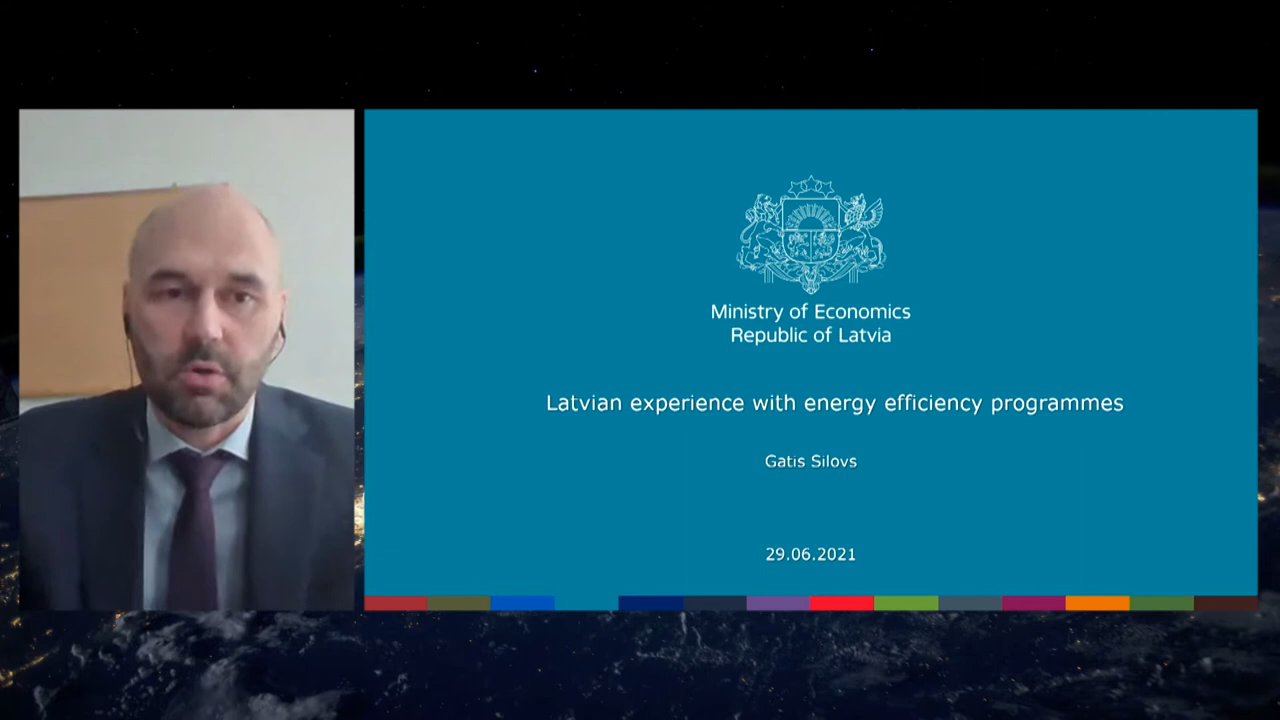 Ministry of Economics
Republic of Latvia
Latvian experience with energy efficiency programmes
Gatis Silovs
29.06.2021